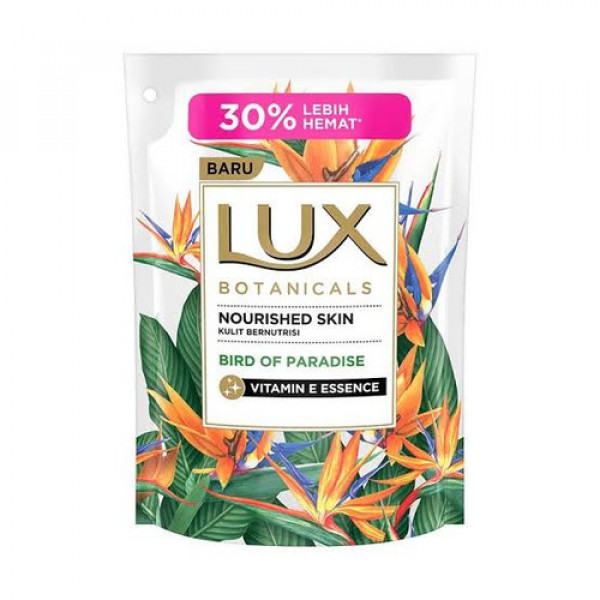 30% LEBIH
HEMAT*
BARU
LUX
BOTANICALS
NOURISHED SKIN
KULIT BERNUTRISI
BIRD OF PARADISE
VITAMIN E ESSENCE